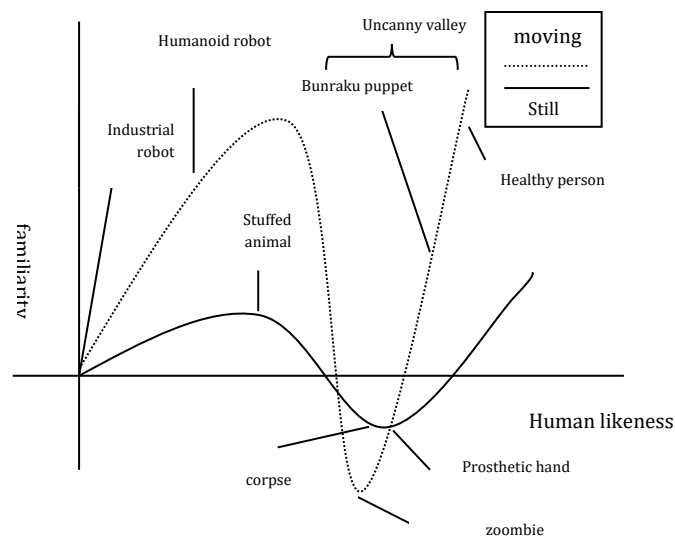 Uncanny valley
moving
Humanoid robot
Bunraku puppet
Still
Industrial
robot
Healthy person
Stuffed
animal
familiarity
Human likeness
Prosthetic hand
corpse
zoombie